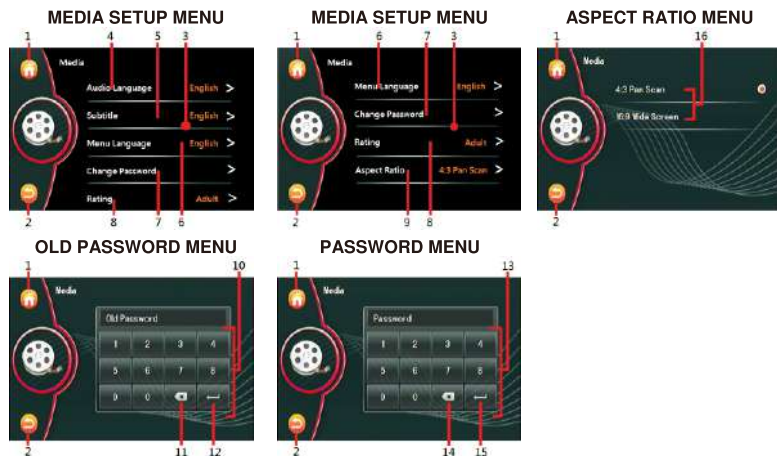 MEDIA SETUP MENU
1
4
5
3
Media
Audio Language English >
Subtitle English >
Menu Language English >
Change Password >
Rating Adult >
2
8
7
6
MEDIA SETUP MENU
1
6
7
3
Media
Menu Language English >
Change Password >
Rating Adult >
Aspect Ratio 4:3 Pan Scan >
2
9
8
ASPECT RATIO MENU
1
16
Media
4:3 Pan Scan
16:9 Wide Screen
2
OLD PASSWORD MENU
1
10
Media
Old Password
1 2 3 4
5 6 7 8
9 0
2
11
12
PASSWORD MENU
1
13
Media
Password
1 2 3 4
5 6 7 8
9 0
2
14
15